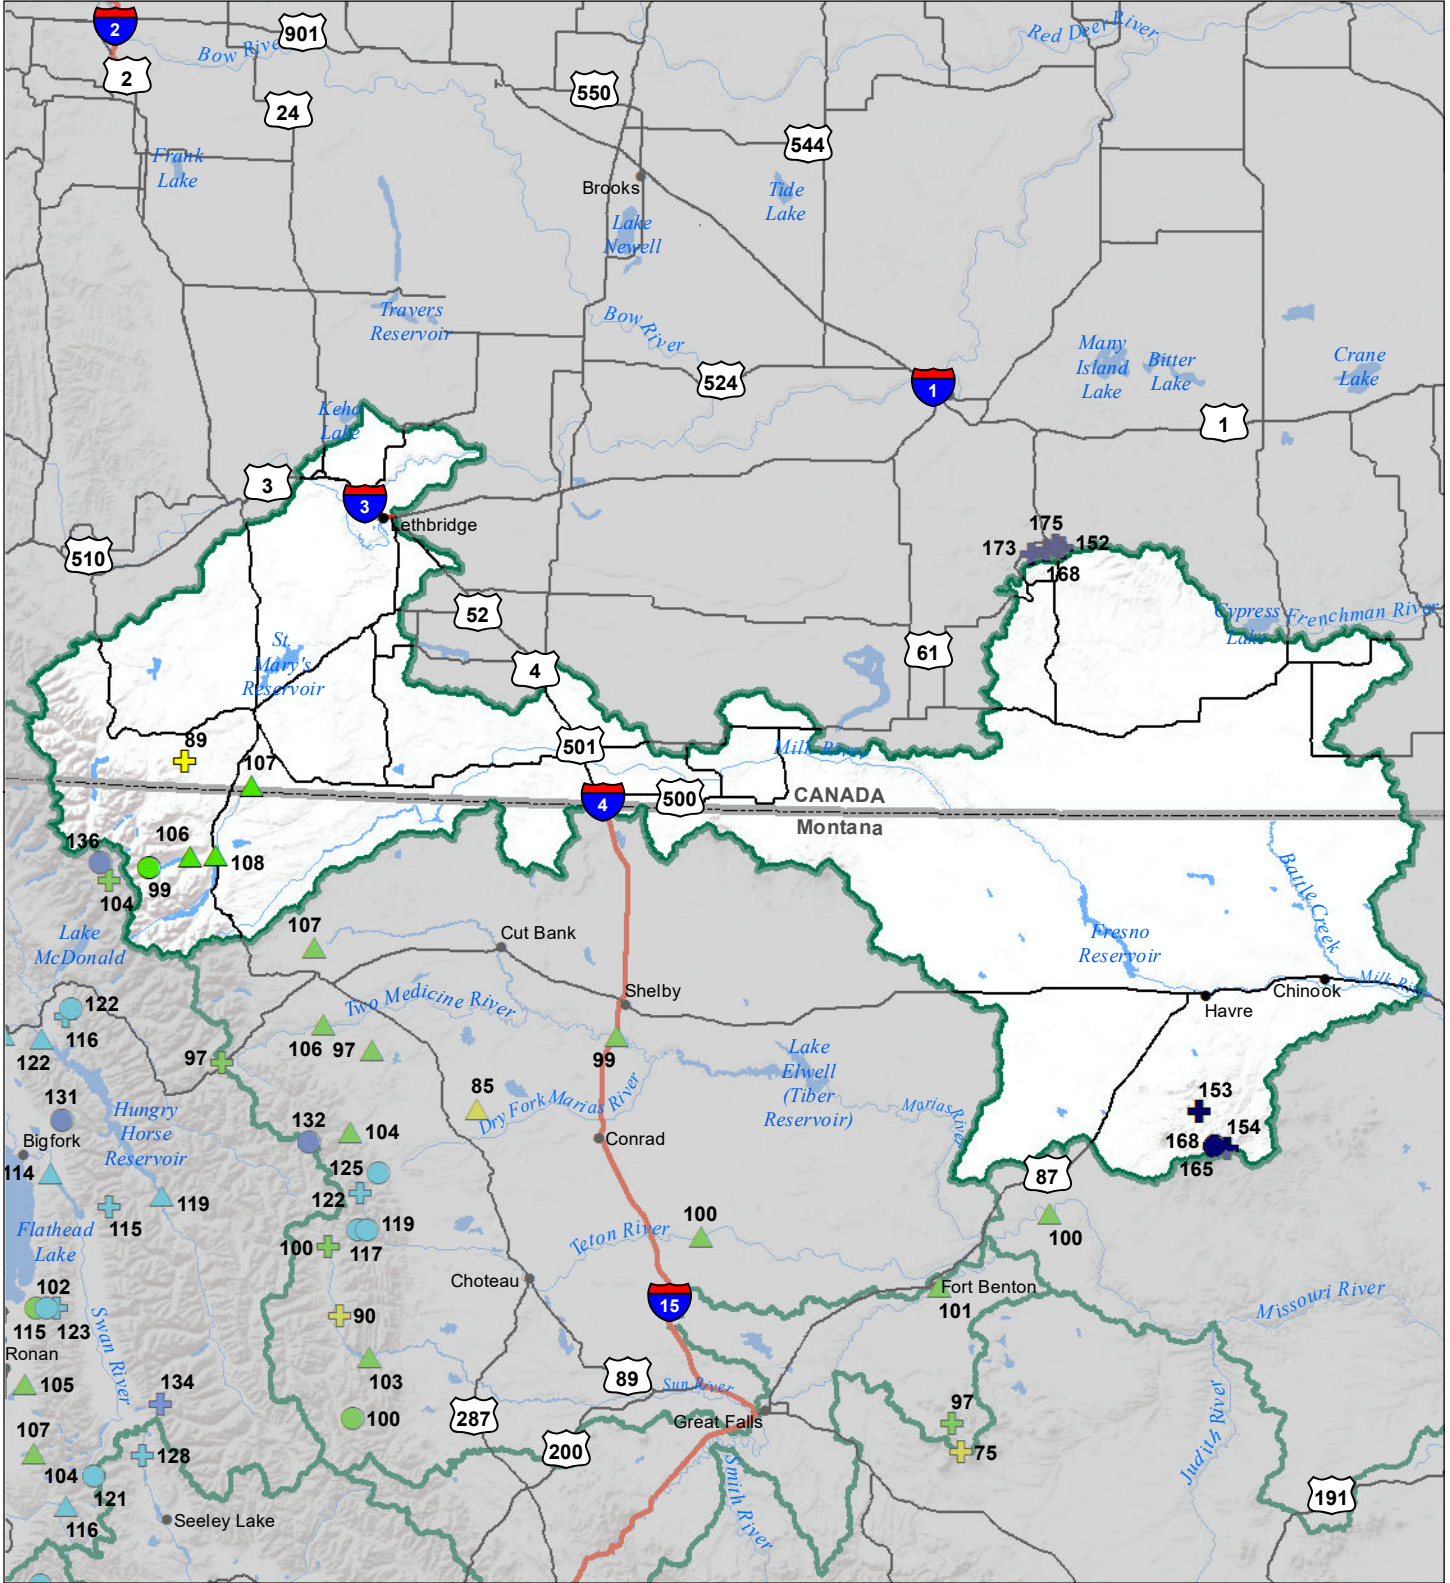 2
901
Bow River
Red Deer River
2
550
24
544
Frank
Lake
Brooks
Tide
Lake
Lake
Newell
Travers
Reservoir
Bow River
Many
Island
Lake
Bitter
Lake
Crane
Lake
524
1
1
Keho
Lake
3
3
Lethbridge
510
175
173
152
168
52
Cypress
Lake
Frenchman River
St.
Mary's
Reservoir
4
61
89
501
Milk River
107
4
500
CANADA
Montana
136
106
108
99
104
Battle Creek
107
Lake
McDonald
Cut Bank
Fresno
Reservoir
Chinook
Milk River
122
116
Two Medicine River
Shelby
Havre
122
106
97
97
99
Lake
Elwell
(Tiber
Reservoir)
85
Dry Fork Marias River
Marias River
131
Hungry
Horse
Reservoir
132
104
153
Bigfork
Conrad
168
154
165
114
125
122
87
119
115
Flathead
Lake
119
117
100
100
Teton River
100
Choteau
Fort Benton
101
102
15
Missouri River
115
123
90
Swan River
Ronan
105
103
89
Sun River
134
287
100
Great Falls
97
Judith River
107
200
75
128
104
121
Smith River
191
116
Seeley Lake